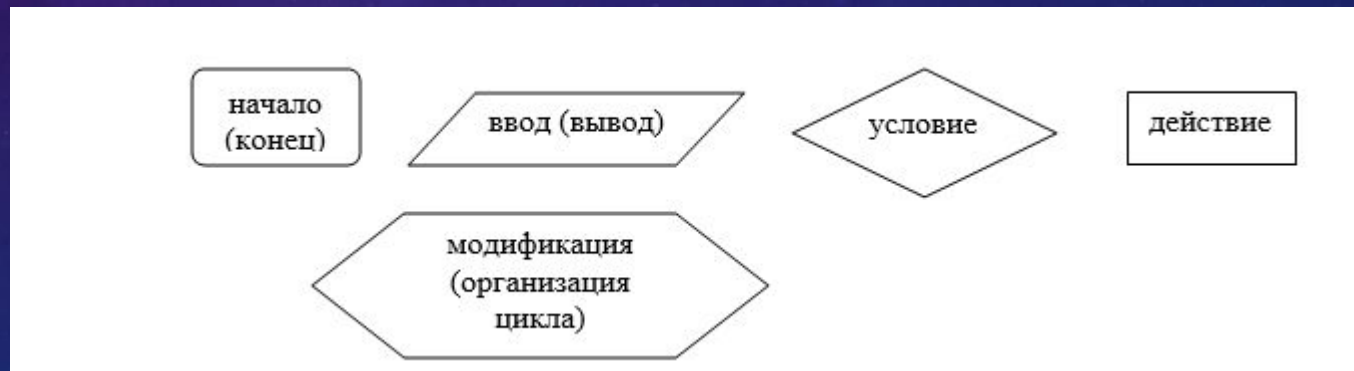 начало
(конец)
ввод (вывод)
условие
действие
модификация
(организация
цикла)